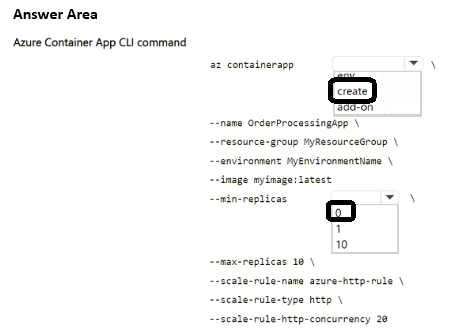 Answer Area
Azure Container App CLI command
az containerapp \
env
create
add-on
--name OrderProcessingApp \
--resource-group MyResourceGroup \
--environment MyEnvironmentName \
--image myimage:latest
--min-replicas \
0
1
10
--max-replicas 10 \
--scale-rule-name azure-http-rule \
--scale-rule-type http \
--scale-rule-http-concurrency 20